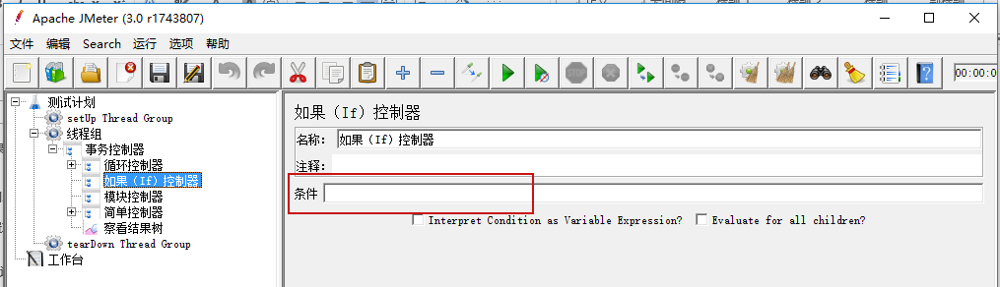 Apache JMeter (3.0 r1743807)
文件 编辑 Search 运行 选项 帮助
STOP
00:00:0
测试计划
setUp Thread Group
线程组
事务控制器
循环控制器
如果（If）控制器
模块控制器
简单控制器
察看结果树
tearDown Thread Group
工作台
如果（If）控制器
名称： 如果（If）控制器
注释：
条件
Interpret Condition as Variable Expression? Evaluate for all children?